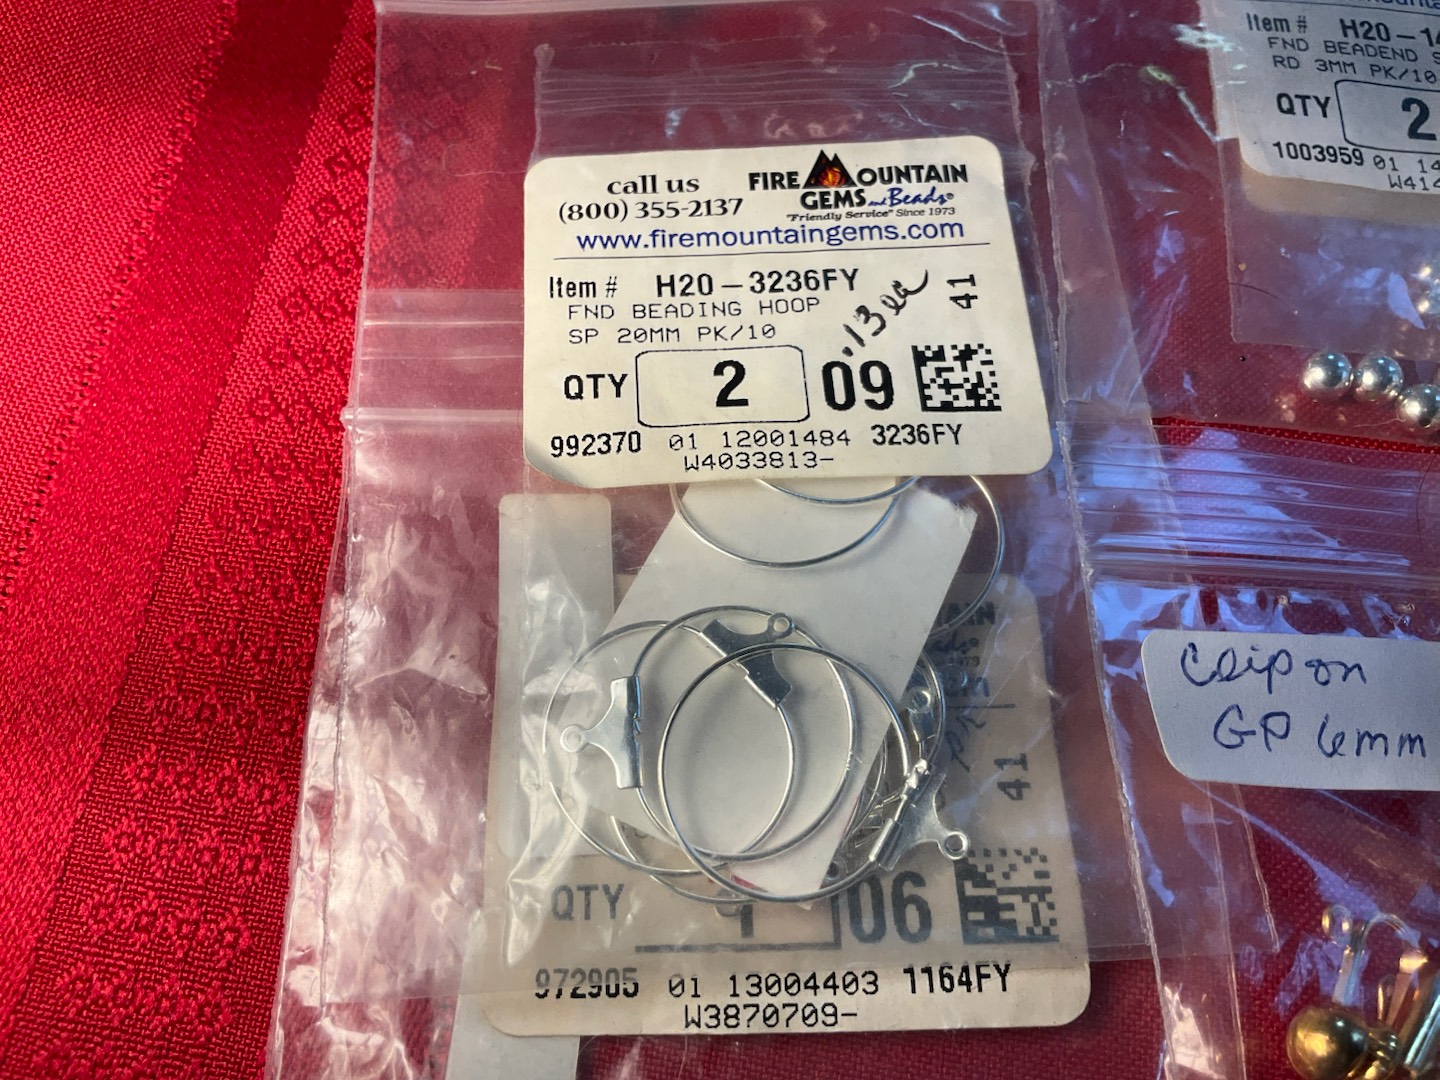 call us
(800) 355-2137
FIRE MOUNTAIN
GEMS and Beads®
"Friendly Service" Since 1973
www.firemountaingems.com
Item # H20-3236FY
FND BEADING HOOP
SP 20MM PK/10
.13 ea
41
QTY 2 09
992370 01 12001484 3236FY
W4033813-
41
QTY 1 06
972905 01 13004403 1164FY
W3870709-
Item # H20-14
FND BEADEND S
RD 3MM PK/10
QTY 2
1003959 01 14
W414
Clip on
GP 6mm